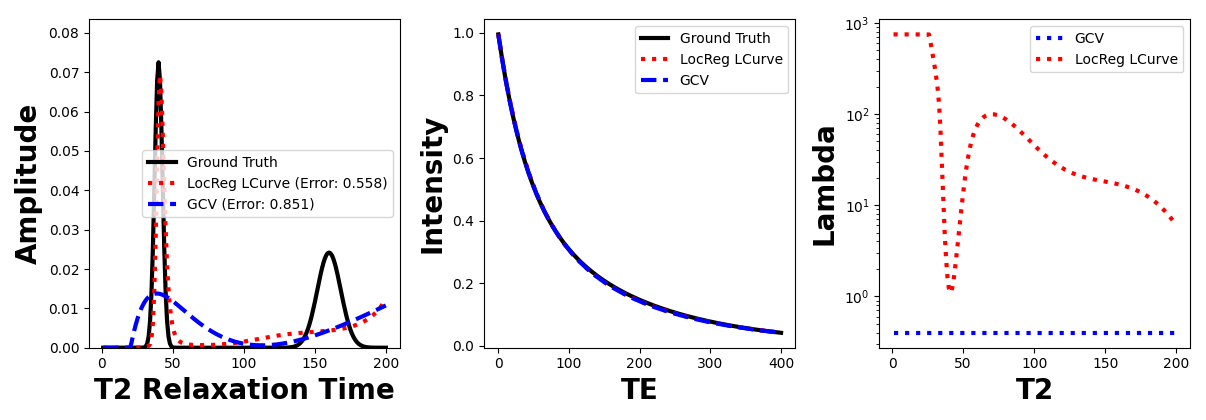 Amplitude
0.08
0.07
0.06
0.05
0.04
0.03
0.02
0.01
0.00
Ground Truth
LocReg LCurve (Error: 0.558)
GCV (Error: 0.851)
0 50 100 150 200
T2 Relaxation Time
Intensity
1.0
0.8
0.6
0.4
0.2
0.0
Ground Truth
LocReg LCurve
GCV
0 100 200 300 400
TE
Lambda
10³
10²
10¹
10⁰
GCV
LocReg LCurve
0 50 100 150 200
T2